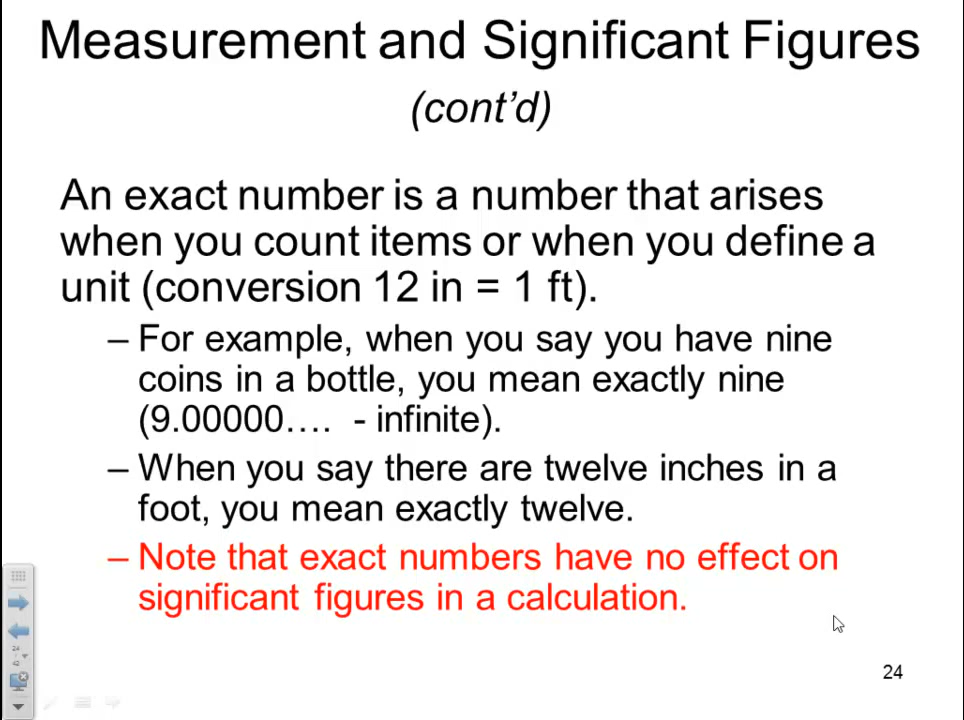 Measurement and Significant Figures
(cont’d)
An exact number is a number that arises
when you count items or when you define a
unit (conversion 12 in = 1 ft).
– For example, when you say you have nine
coins in a bottle, you mean exactly nine
(9.00000…. - infinite).
– When you say there are twelve inches in a
foot, you mean exactly twelve.
– Note that exact numbers have no effect on
significant figures in a calculation.
24
24
42